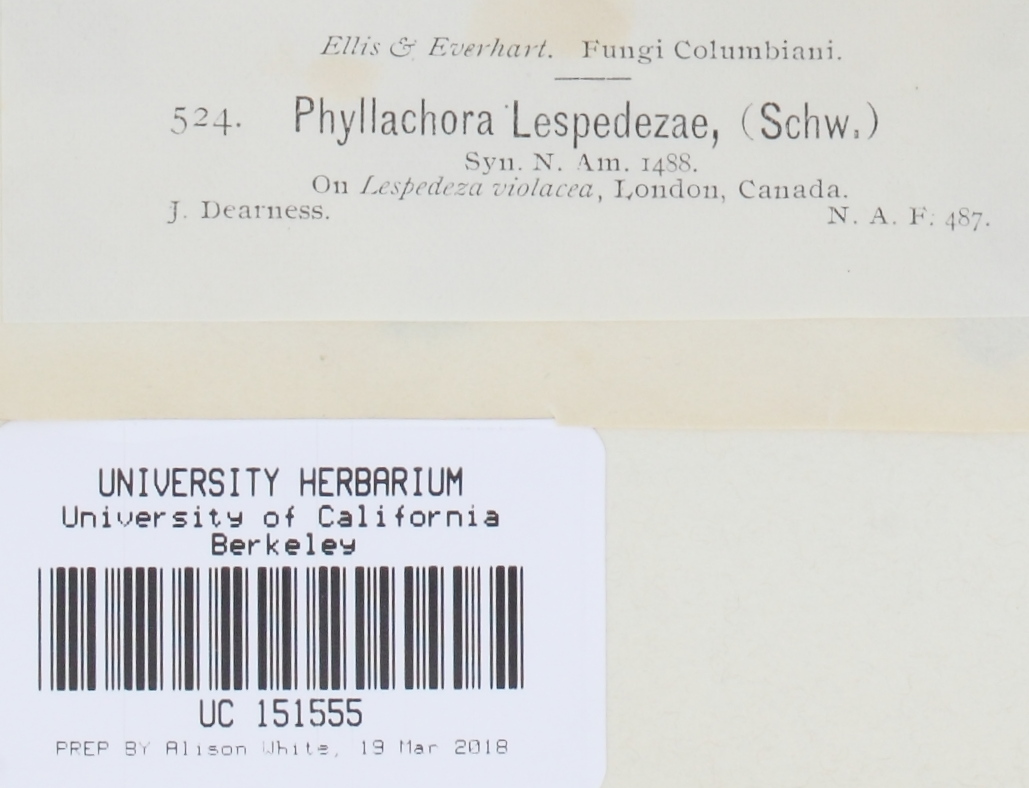 Ellis & Everhart. Fungi Columbiani.
524. Phyllachora Lespedezae, (Schw.)
Syn. N. Am. 1488.
On Lespedeza violacea, London, Canada.
J. Dearness. N. A. F. 487.
UNIVERSITY HERBARIUM
University of California
Berkeley
UC 151555
PREP BY Alison White, 19 Mar 2018